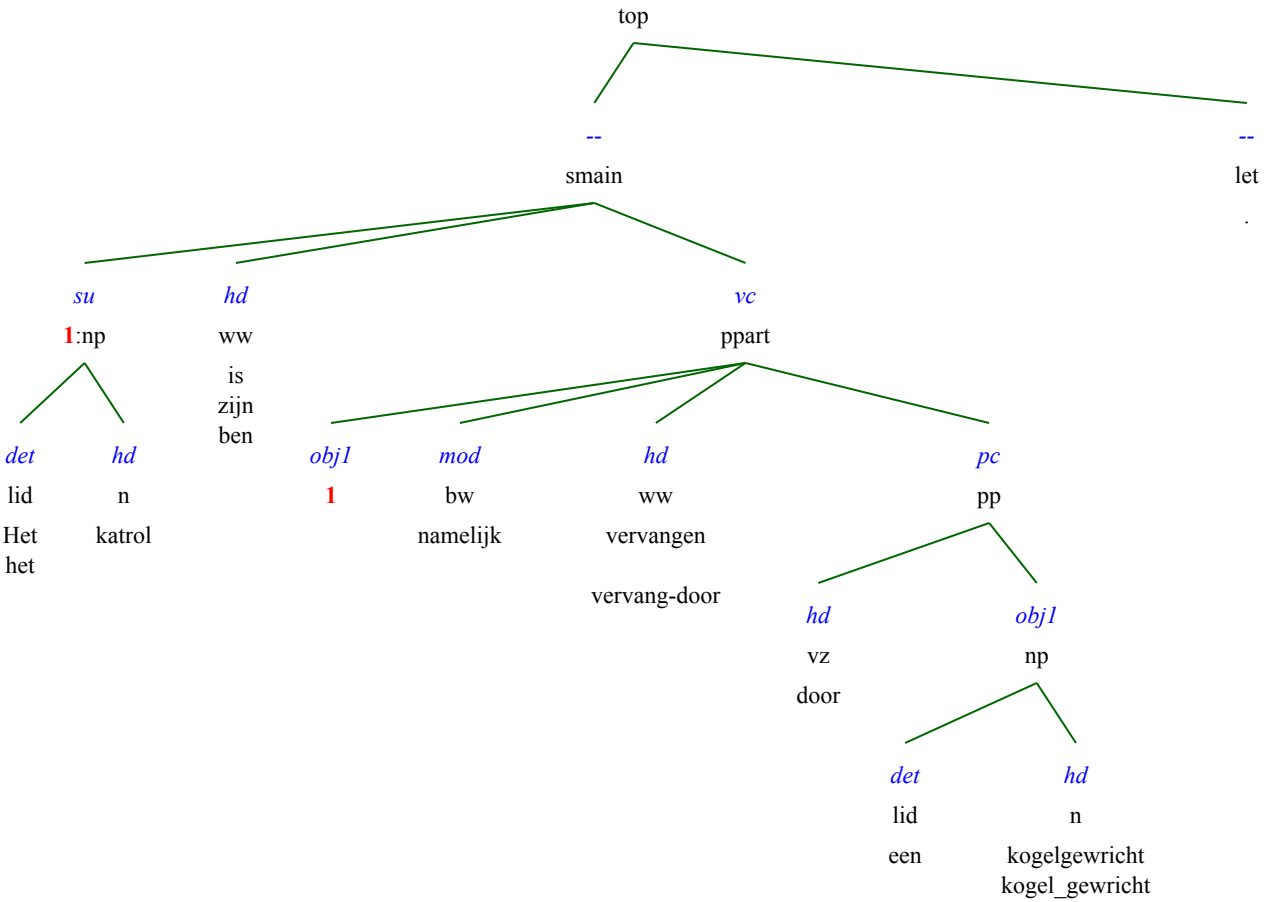 top
-- --
smain let
.
su hd vc
1:np ww ppart
is
zijn
ben
det hd obj1 mod hd pc
lid n 1 bw ww pp
Het katrol namelijk vervangen
het
vervang-door
hd obj1
vz np
door
det hd
lid n
een kogelgewricht
kogel_gewricht